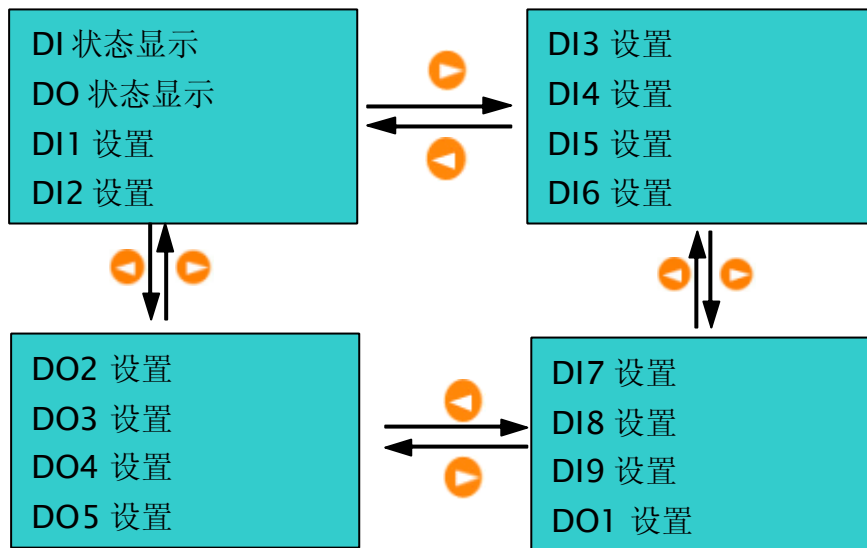 DI 状态显示
DO 状态显示
DI1 设置
DI2 设置
DI3 设置
DI4 设置
DI5 设置
DI6 设置
DO2 设置
DO3 设置
DO4 设置
DO5 设置
DI7 设置
DI8 设置
DI9 设置
DO1 设置